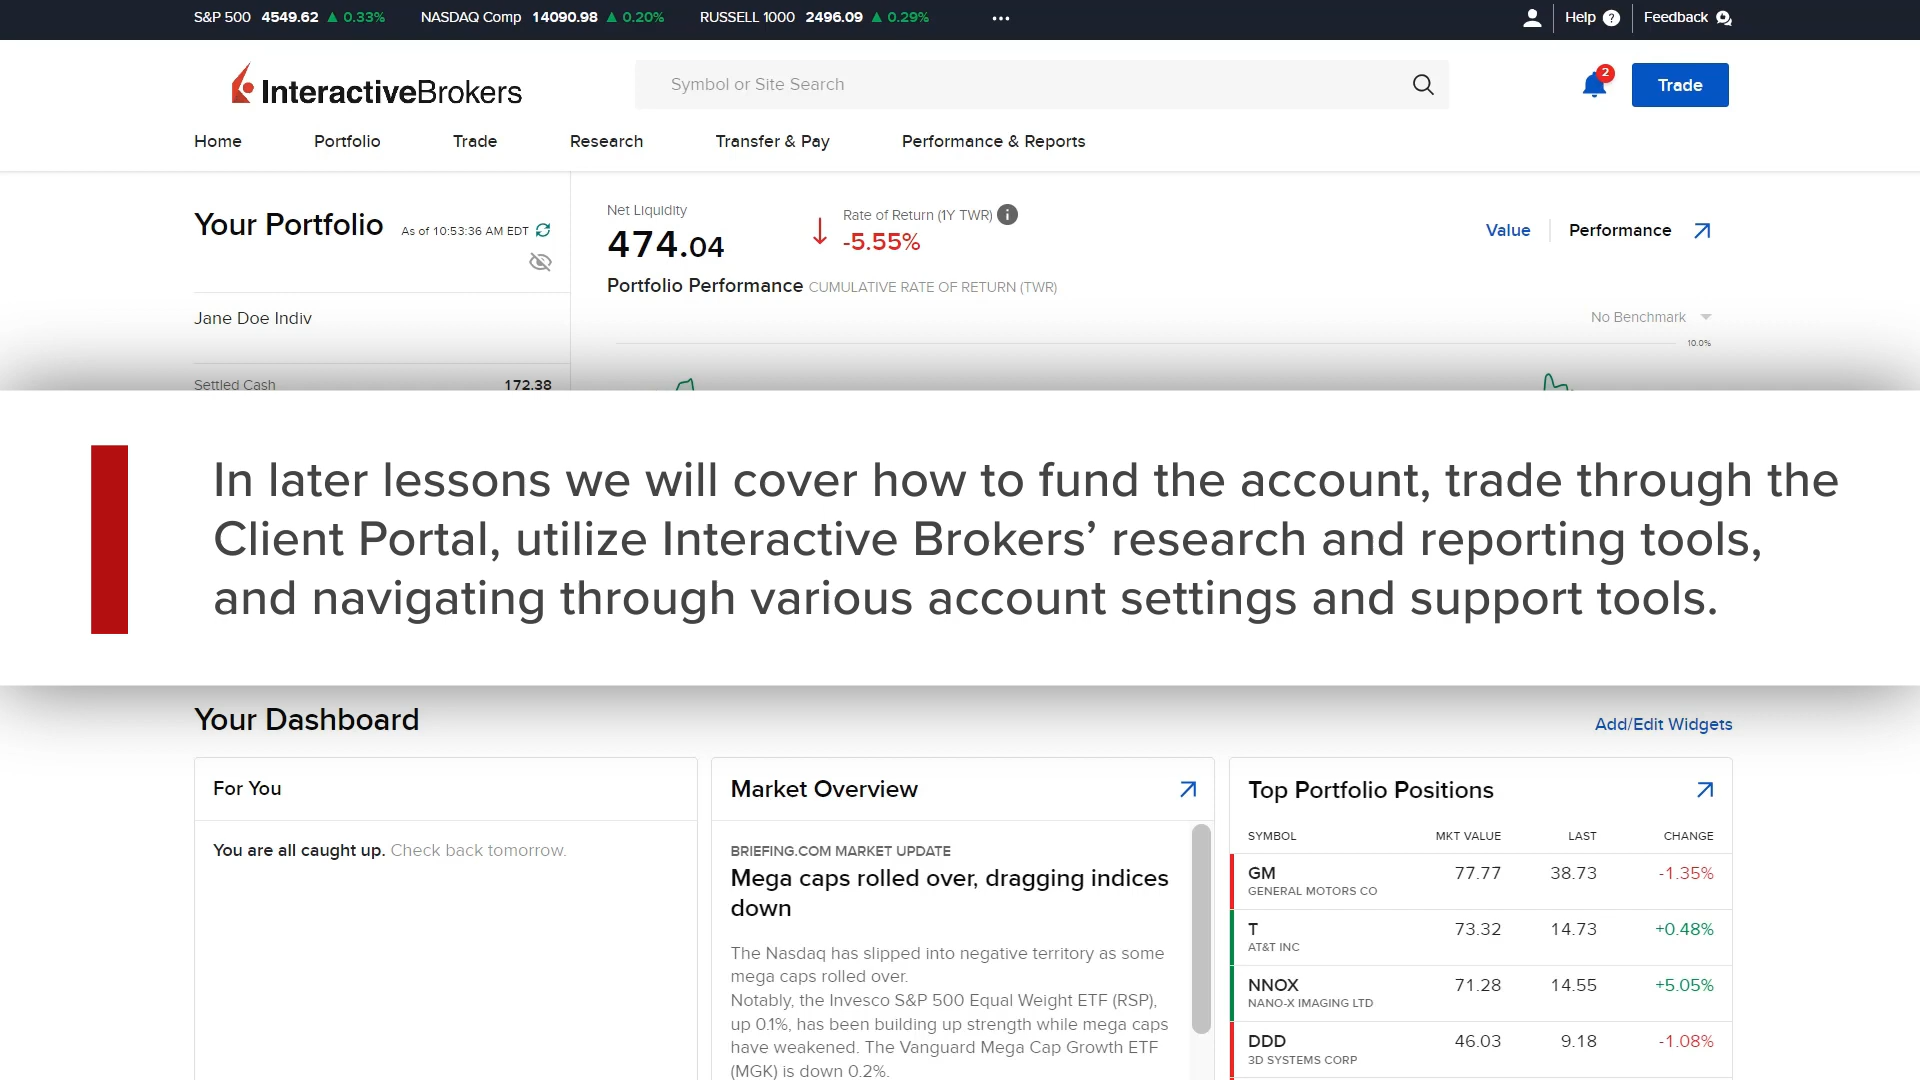 S&P 500 4549.62 ▲ 0.33% NASDAQ Comp 14090.98 ▲ 0.20% RUSSELL 1000 2496.09 ▲ 0.29% ••• Help ? Feedback
InteractiveBrokers
Symbol or Site Search
2
Trade
Home Portfolio Trade Research Transfer & Pay Performance & Reports
Your Portfolio As of 10:53:36 AM EDT
Jane Doe Indiv
Settled Cash 172.38
Net Liquidity
474.04
Rate of Return (1Y TWR) i
-5.55%
Value Performance
Portfolio Performance CUMULATIVE RATE OF RETURN (TWR)
No Benchmark
10.0%
In later lessons we will cover how to fund the account, trade through the
Client Portal, utilize Interactive Brokers’ research and reporting tools,
and navigating through various account settings and support tools.
Your Dashboard
Add/Edit Widgets
For You
You are all caught up. Check back tomorrow.
Market Overview
BRIEFING.COM MARKET UPDATE
Mega caps rolled over, dragging indices
down
The Nasdaq has slipped into negative territory as some
mega caps rolled over.
Notably, the Invesco S&P 500 Equal Weight ETF (RSP),
up 0.1%, has been building up strength while mega caps
have weakened. The Vanguard Mega Cap Growth ETF
(MGK) is down 0.2%.
Top Portfolio Positions
SYMBOL MKT VALUE LAST CHANGE
GM 77.77 38.73 -1.35%
GENERAL MOTORS CO
T 73.32 14.73 +0.48%
AT&T INC
NNOX 71.28 14.55 +5.05%
NANO-X IMAGING LTD
DDD 46.03 9.18 -1.08%
3D SYSTEMS CORP